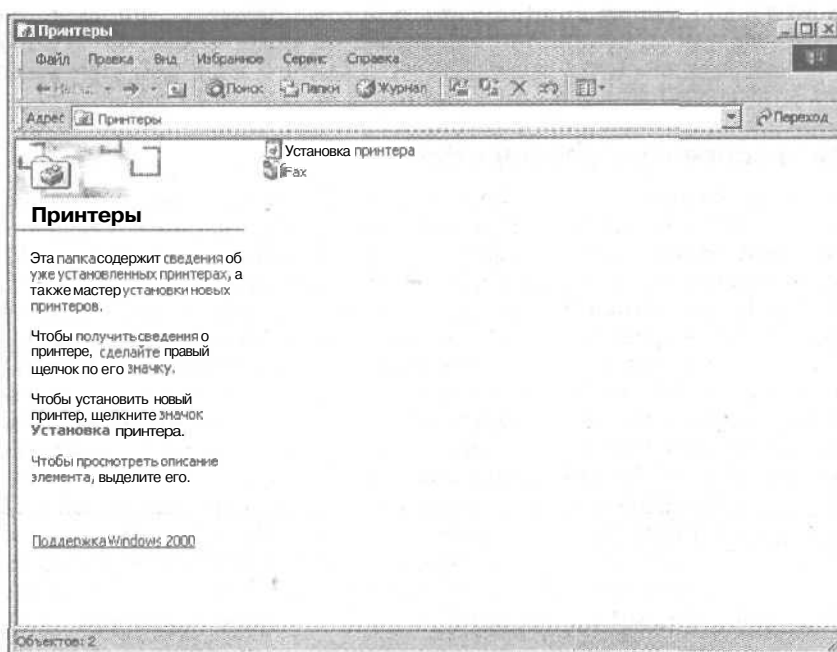 Принтеры
Файл Правка Вид Избранное Сервис Справка
Поиск Папки Журнал
Адрес Принтеры Переход
Установка принтера
Fax
Принтеры
Эта папка содержит сведения об
уже установленных принтерах, а
также мастер установки новых
принтеров.
Чтобы получить сведения о
принтере, сделайте правый
щелчок по его значку.
Чтобы установить новый
принтер, щелкните значок
Установка принтера.
Чтобы просмотреть описание
элемента, выделите его.
Поддержка Windows 2000
Объектов: 2